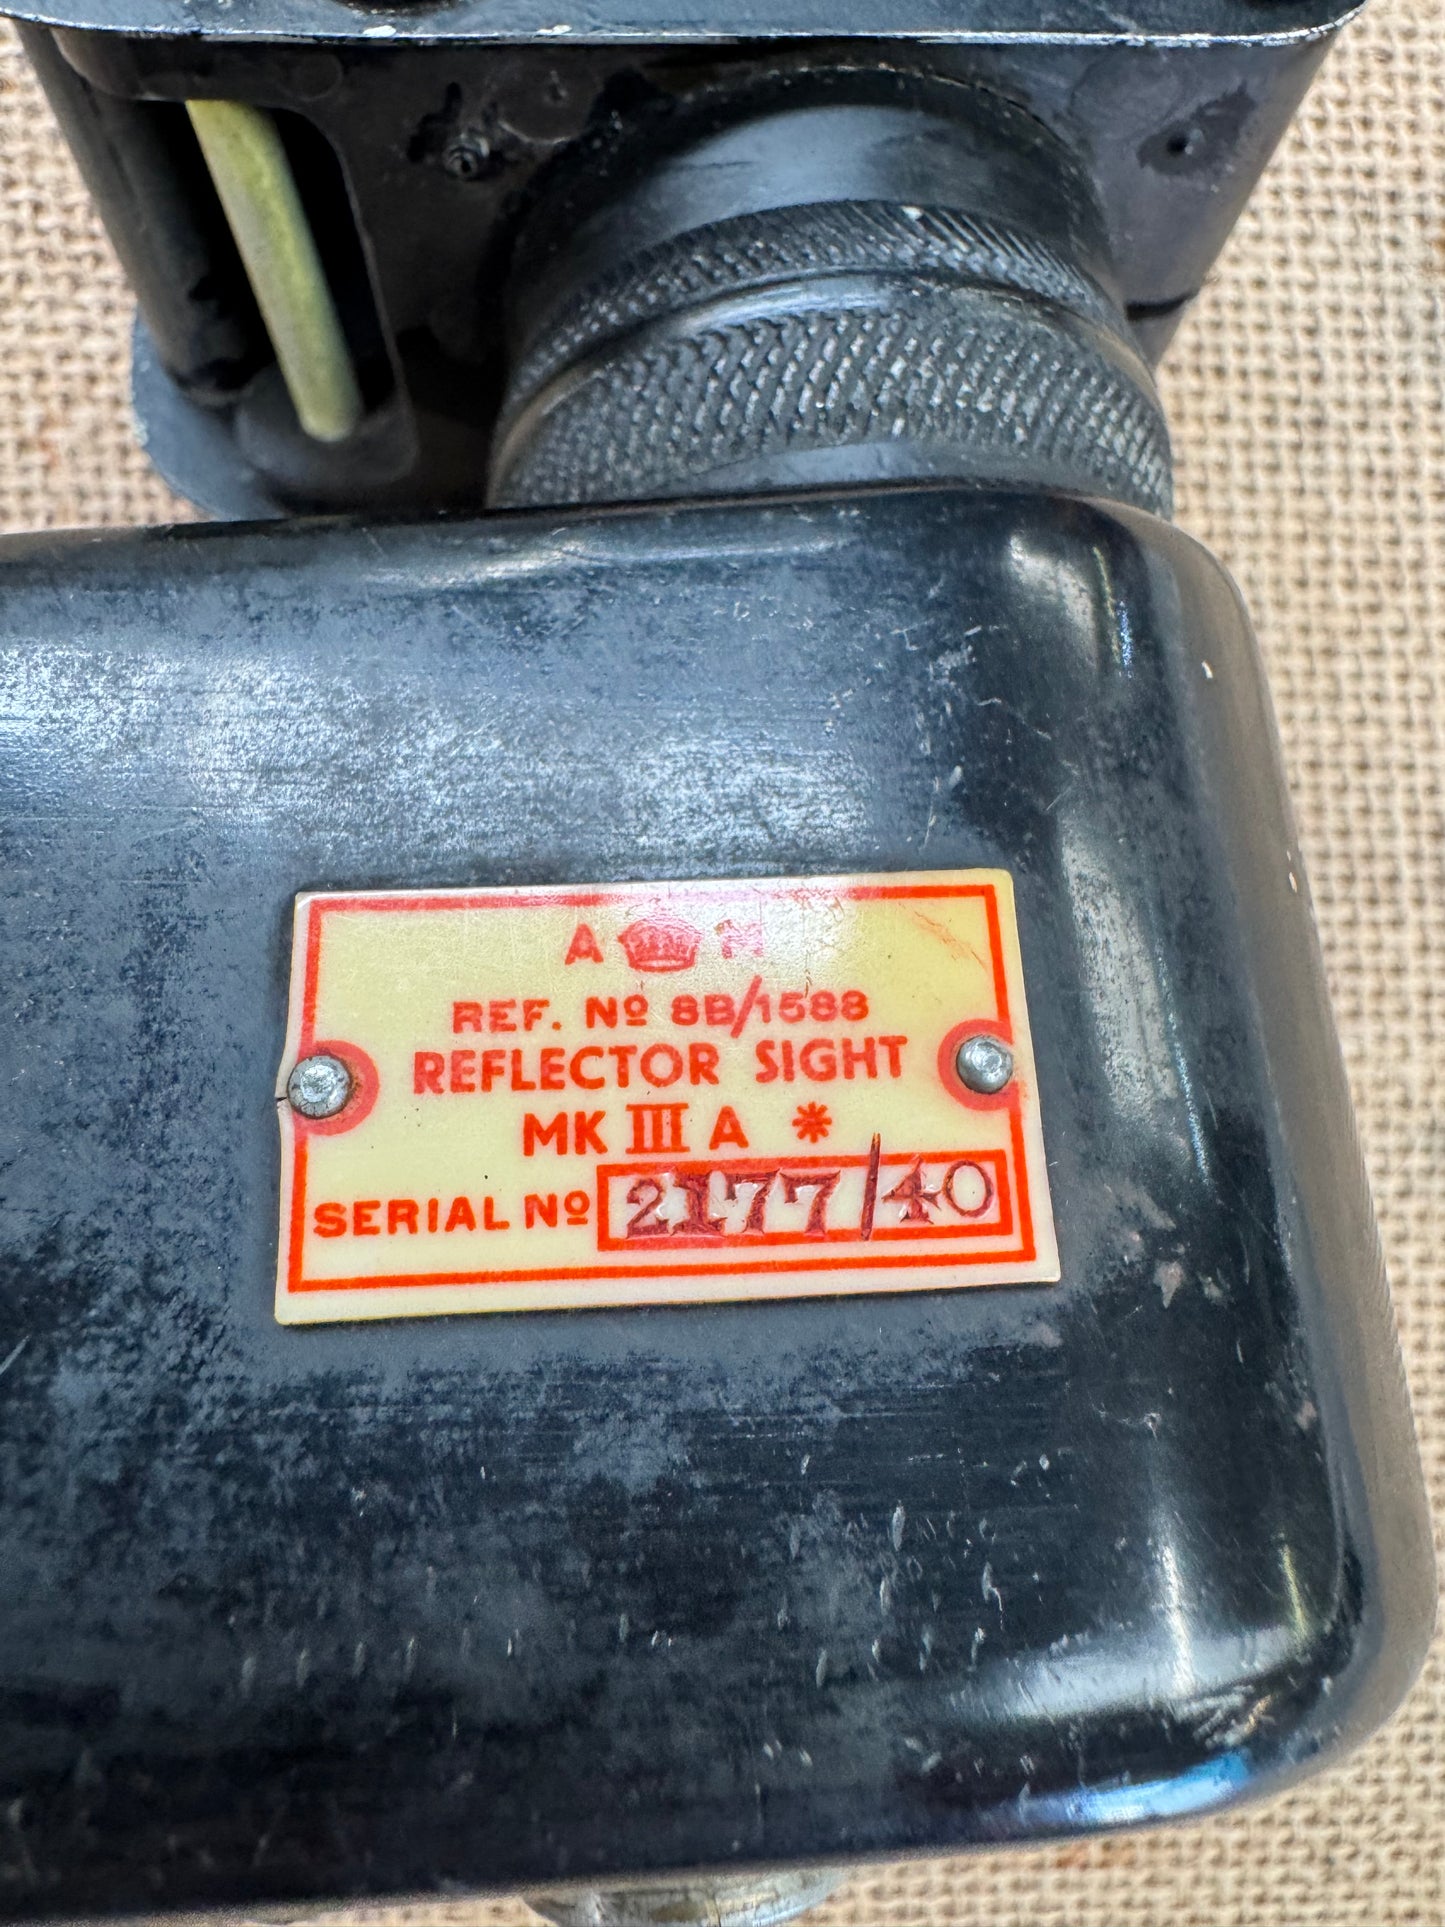 A M
REF. Nº 8B/1588
REFLECTOR SIGHT
MK III A *
SERIAL Nº 2177/40